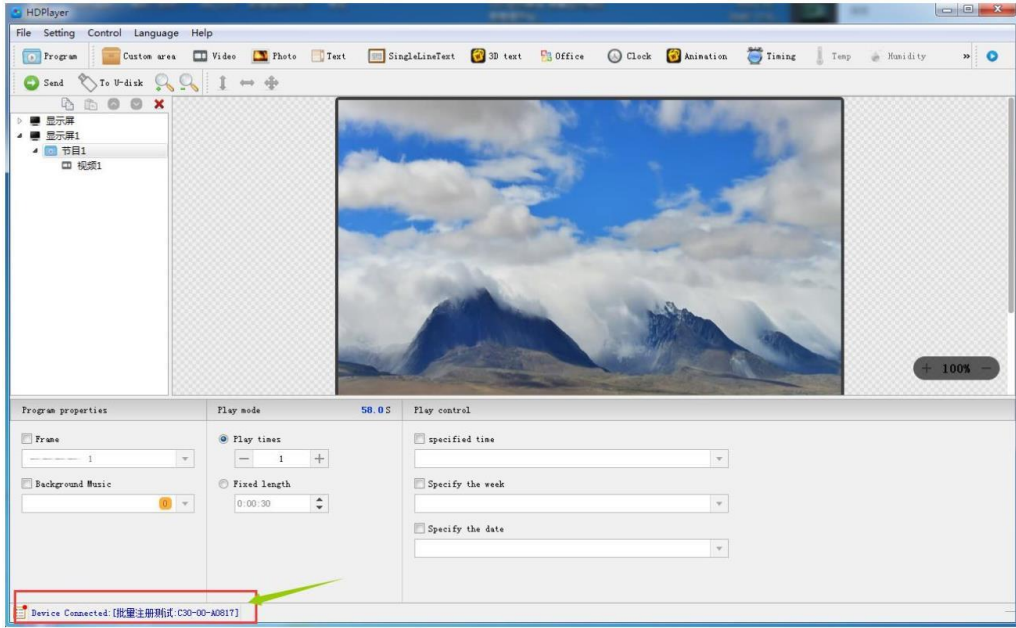 HDPlayer
File Setting Control Language Help
Program Custom area Video Photo Text SingleLineText 3D text Office Clock Animation Timing Temp Humidity »
Send To U-disk
显示屏
显示屏1
节目1
视频1
+ 100% −
Program properties Play mode 58.0S Play control
Frame Play times specified time
1 — 1 +
Background Music Fixed length Specify the week
0 0:00:30
Specify the date
Device Connected:[批量注册测试:C30-00-A0817]